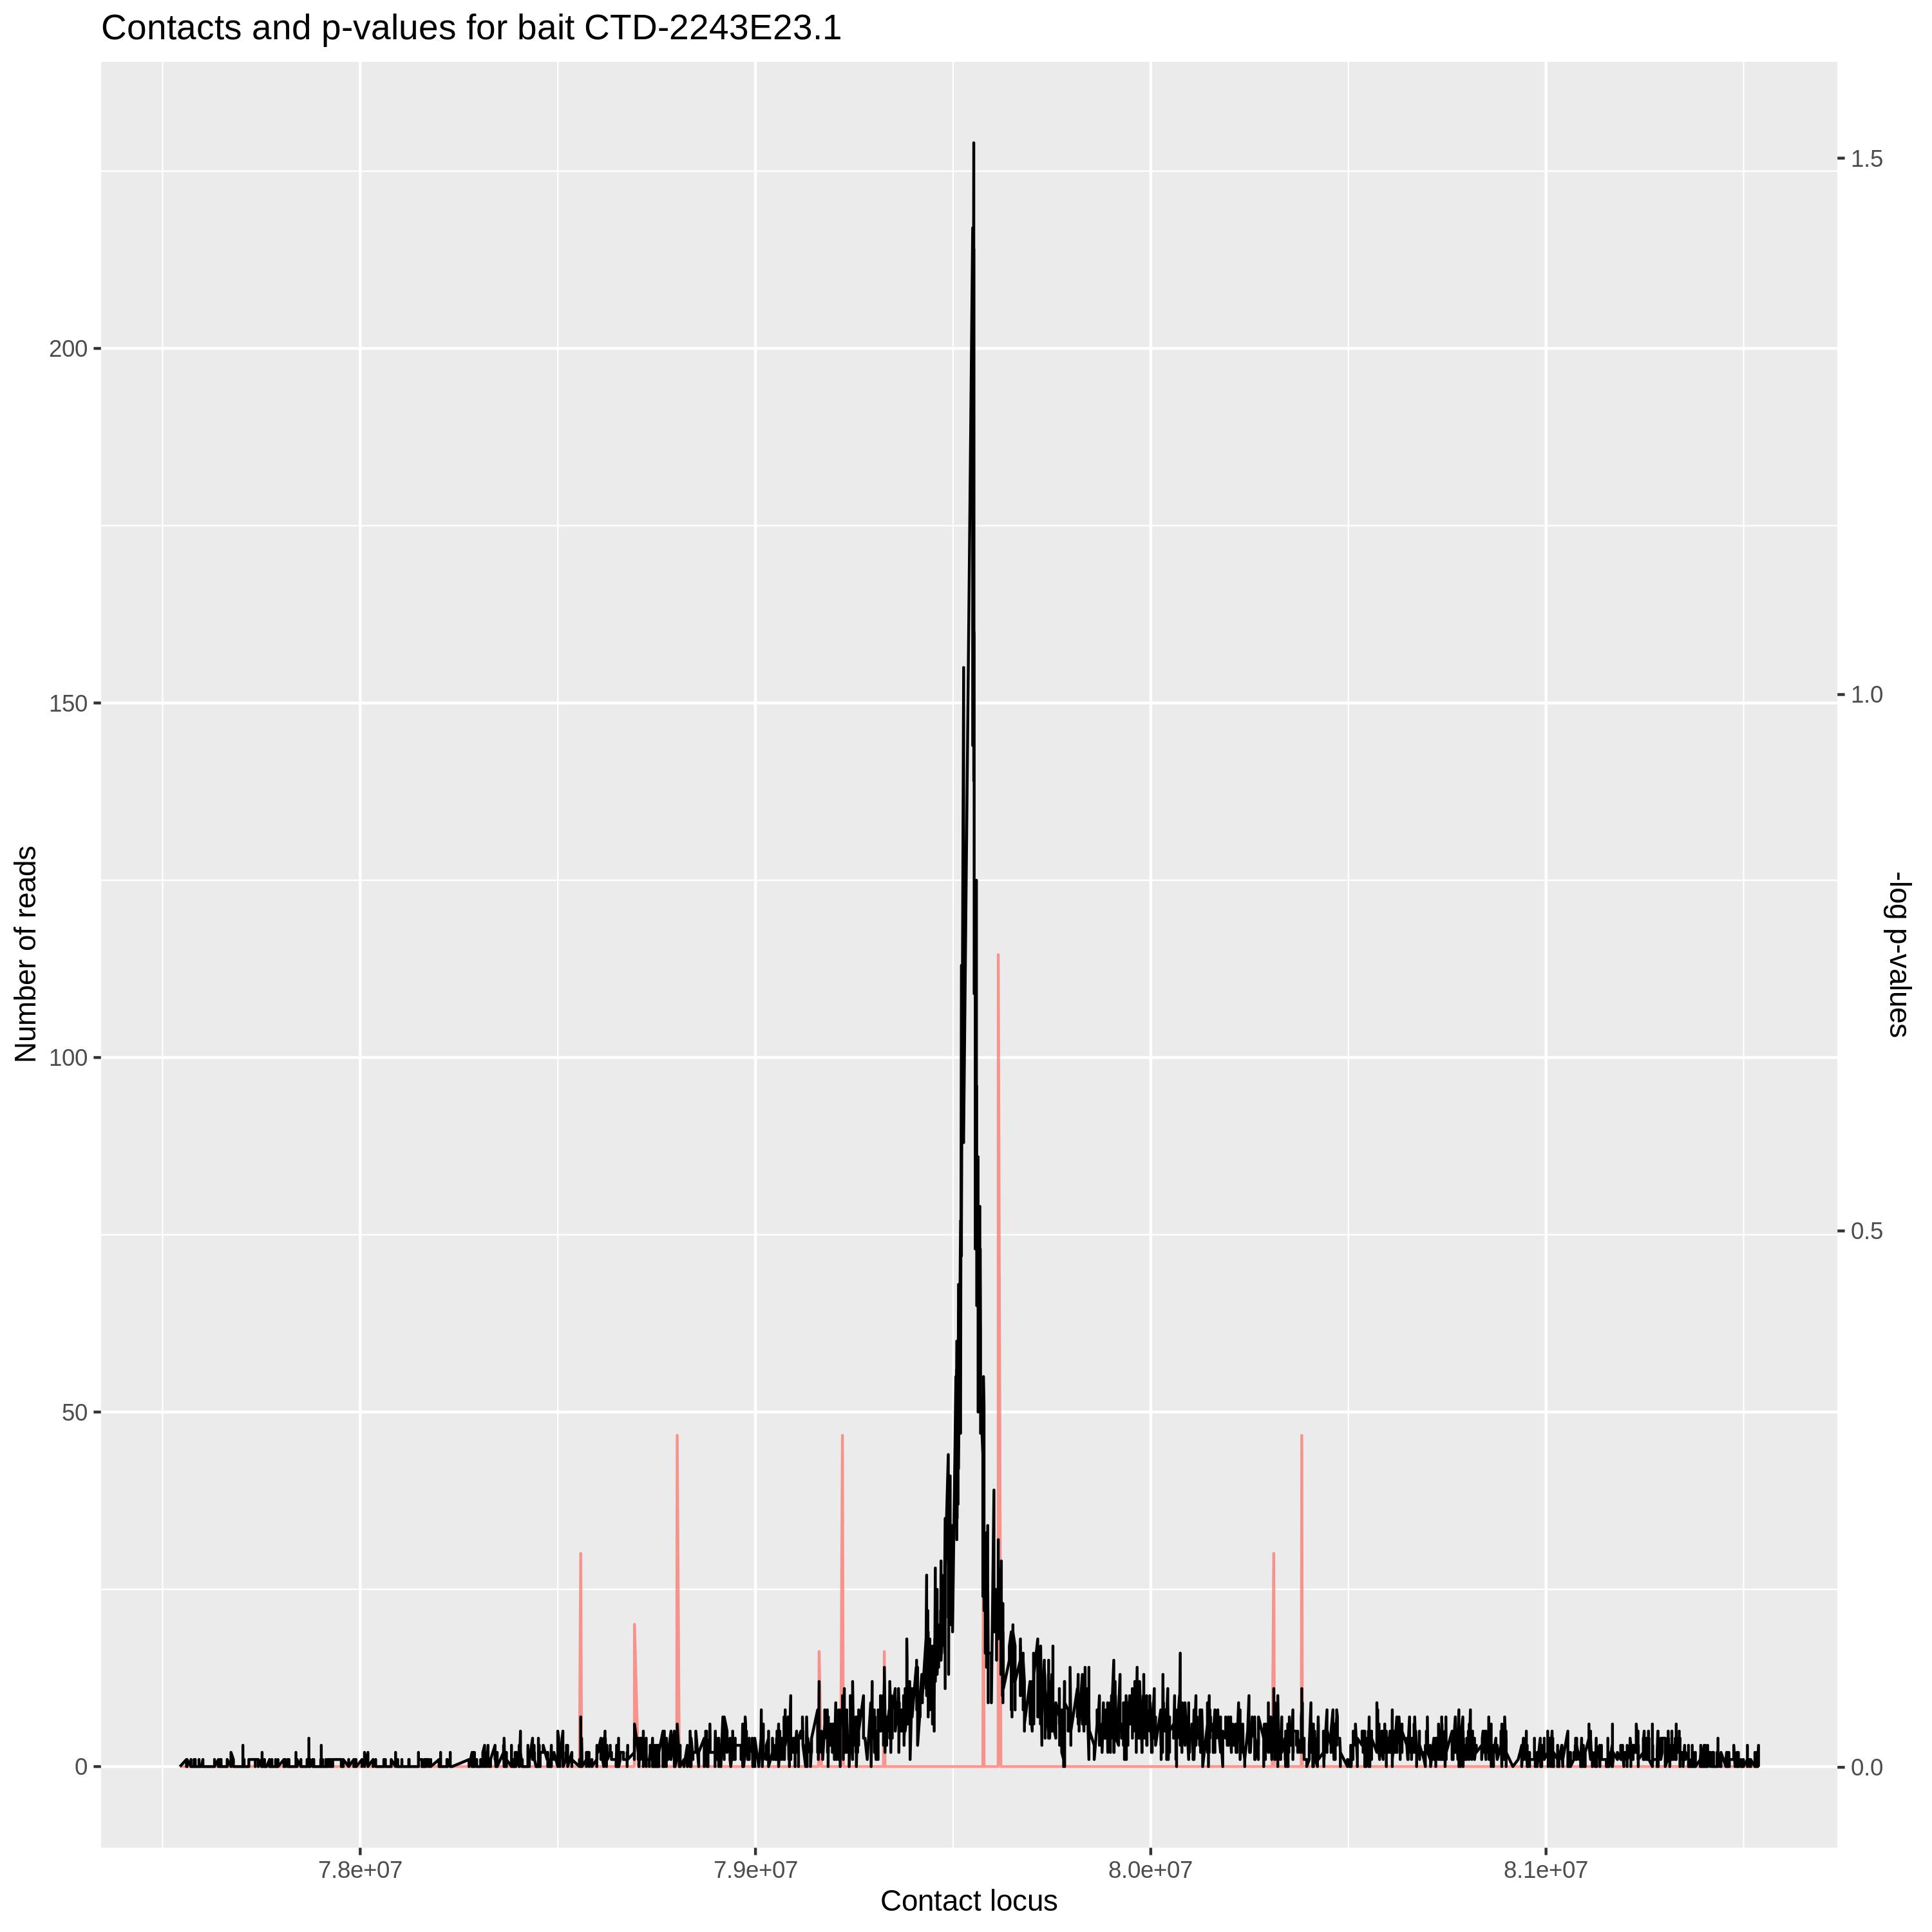 Contacts and p-values for bait CTD-2243E23.1
Number of reads
200
150
100
50
0
1.5
1.0
0.5
0.0
-log p-values
7.8e+07 7.9e+07 8.0e+07 8.1e+07
Contact locus